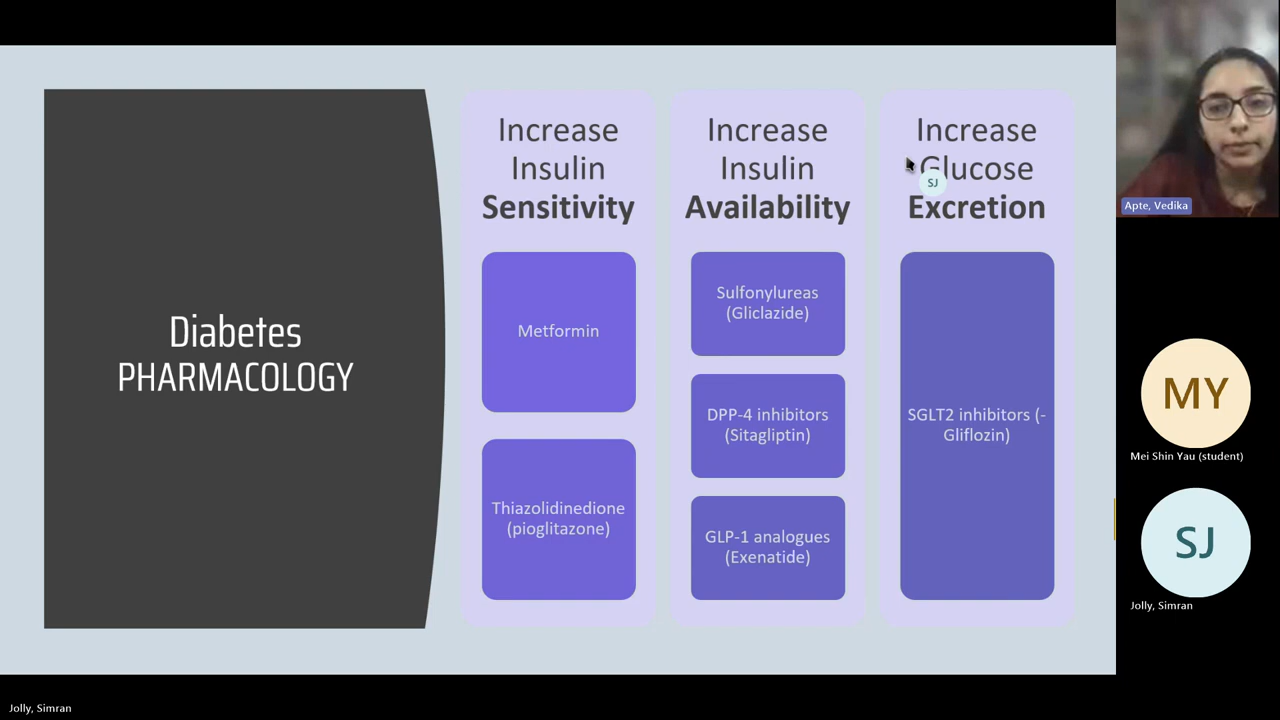 Diabetes
PHARMACOLOGY
Increase
Insulin
Sensitivity
Metformin
Thiazolidinedione
(pioglitazone)
Increase
Insulin
Availability
Sulfonylureas
(Gliclazide)
DPP-4 inhibitors
(Sitagliptin)
GLP-1 analogues
(Exenatide)
Increase
Glucose
SJ
Excretion
SGLT2 inhibitors (-
Gliflozin)
Apte, Vedika
MY
Mei Shin Yau (student)
SJ
Jolly, Simran
Jolly, Simran